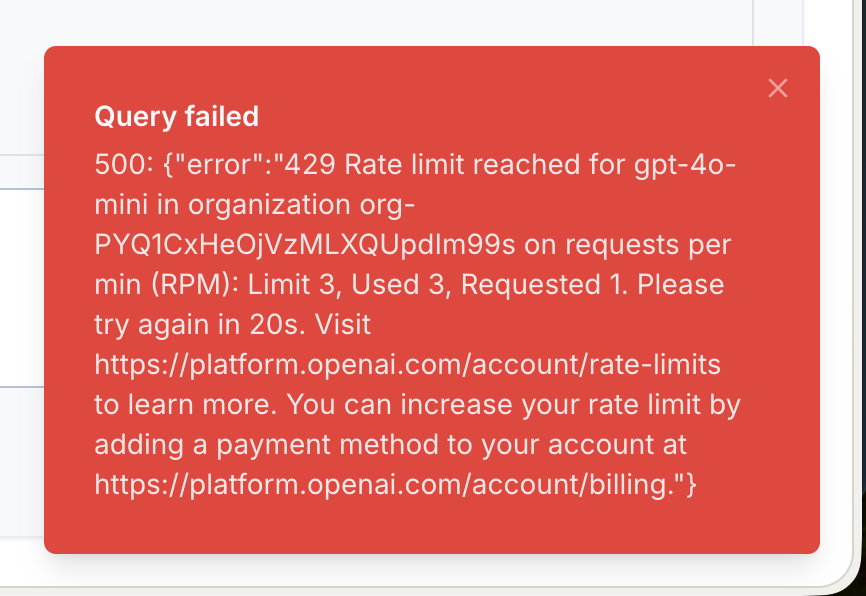 Query failed
500: {"error":"429 Rate limit reached for gpt-4o-
mini in organization org-
PYQ1CxHeOjVzMLXQUpdIm99s on requests per
min (RPM): Limit 3, Used 3, Requested 1. Please
try again in 20s. Visit
https://platform.openai.com/account/rate-limits
to learn more. You can increase your rate limit by
adding a payment method to your account at
https://platform.openai.com/account/billing."}